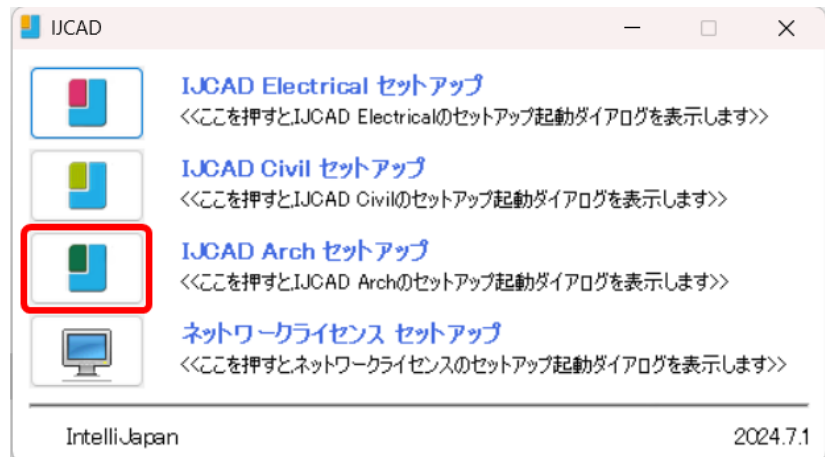 IJCAD
IJCAD Electrical セットアップ
<<ここを押すと,IJCAD Electricalのセットアップ起動ダイアログを表示します>>
IJCAD Civil セットアップ
<<ここを押すと,IJCAD Civilのセットアップ起動ダイアログを表示します>>
IJCAD Arch セットアップ
<<ここを押すと,IJCAD Archのセットアップ起動ダイアログを表示します>>
ネットワークライセンス セットアップ
<<ここを押すと,ネットワークライセンスのセットアップ起動ダイアログを表示します>>
IntelliJapan 2024.7.1